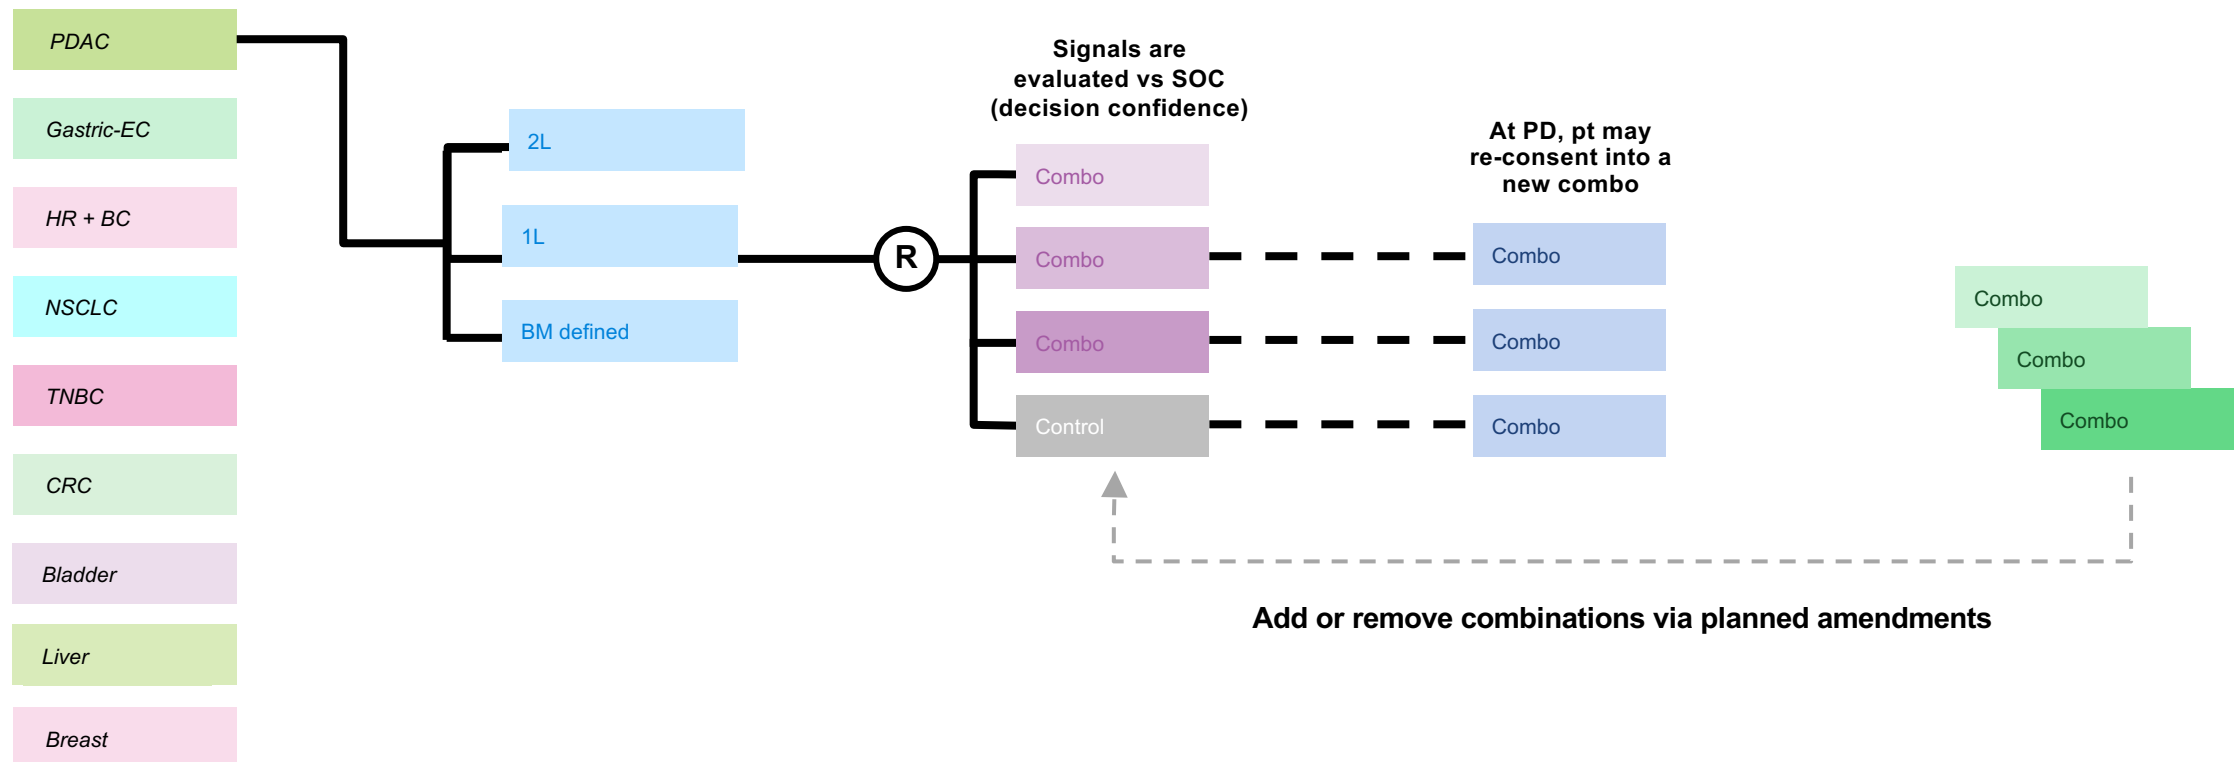 PDAC
Gastric-EC
HR + BC
NSCLC
TNBC
CRC
Bladder
Liver
Breast
2L
1L
BM defined
R
Signals are
evaluated vs SOC
(decision confidence)
Combo
Combo
Combo
Control
At PD, pt may
re-consent into a
new combo
Combo
Combo
Combo
Combo
Combo
Combo
Add or remove combinations via planned amendments